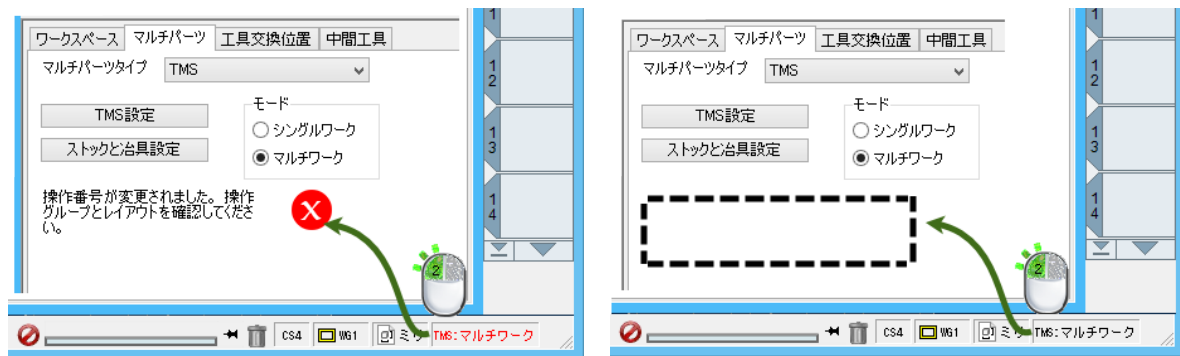 ワークスペース マルチパーツ 工具交換位置 中間工具
マルチパーツタイプ TMS
TMS設定
ストックと治具設定
モード
シングルワーク
マルチワーク
操作番号が変更されました。操作
グループとレイアウトを確認してくださ
い。
X
2
1
1
2
1
3
1
4
CS4 WG1 ミリ TMS:マルチワーク
ワークスペース マルチパーツ 工具交換位置 中間工具
マルチパーツタイプ TMS
TMS設定
ストックと治具設定
モード
シングルワーク
マルチワーク
2
1
1
2
1
3
1
4
CS4 WG1 ミリ TMS:マルチワーク